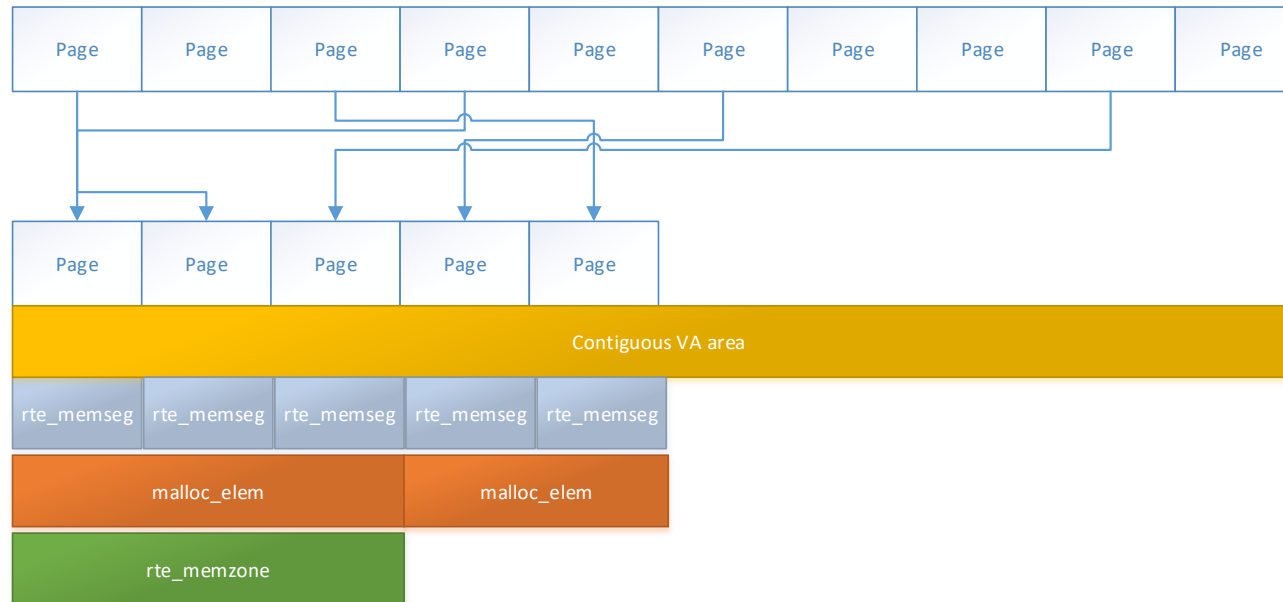 Page Page Page Page Page Page Page Page Page Page
Page Page Page Page Page
Contiguous VA area
rte_memseg rte_memseg rte_memseg rte_memseg rte_memseg
malloc_elem malloc_elem
rte_memzone